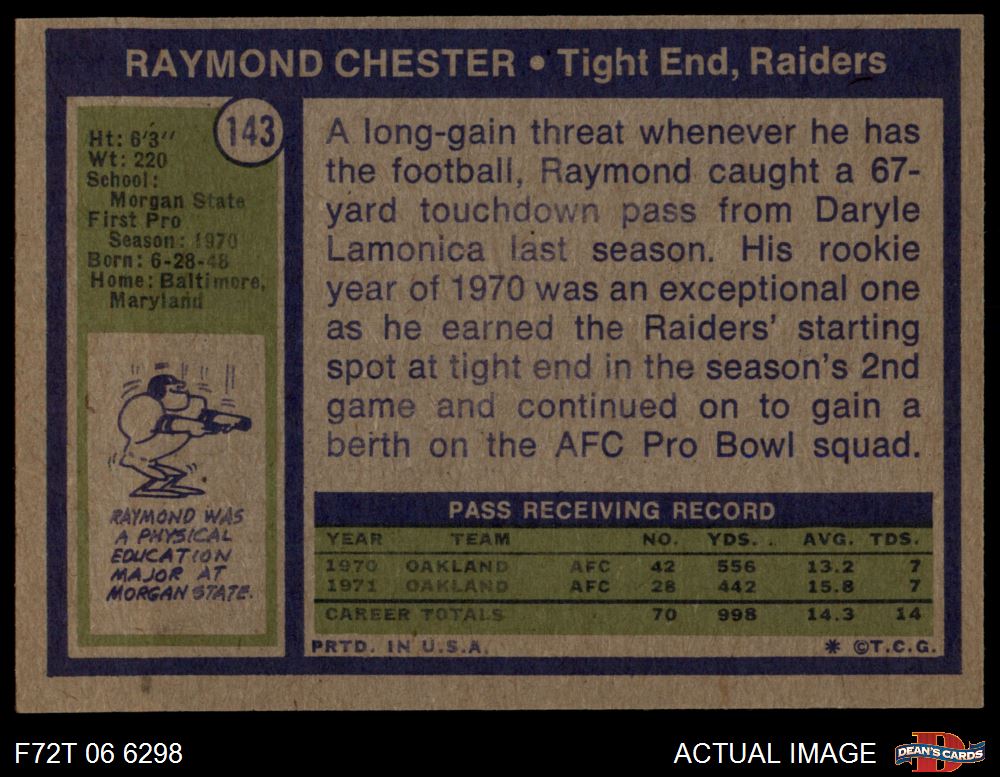 RAYMOND CHESTER • Tight End, Raiders
143
Ht: 6'3''
Wt: 220
School:
Morgan State
First Pro
Season: 1970
Born: 6-28-48
Home: Baltimore,
Maryland
RAYMOND WAS
A PHYSICAL
EDUCATION
MAJOR AT
MORGAN STATE.
A long-gain threat whenever he has
the football, Raymond caught a 67-
yard touchdown pass from Daryle
Lamonica last season. His rookie
year of 1970 was an exceptional one
as he earned the Raiders' starting
spot at tight end in the season's 2nd
game and continued on to gain a
berth on the AFC Pro Bowl squad.
PASS RECEIVING RECORD
YEAR TEAM NO. YDS. . AVG. TDS.
1970 OAKLAND AFC 42 556 13.2 7
1971 OAKLAND AFC 28 442 15.8 7
CAREER TOTALS 70 998 14.3 14
PRTD. IN U.S.A. * ©T.C.G.
F72T 06 6298 ACTUAL IMAGE
D
DEAN'S CARDS